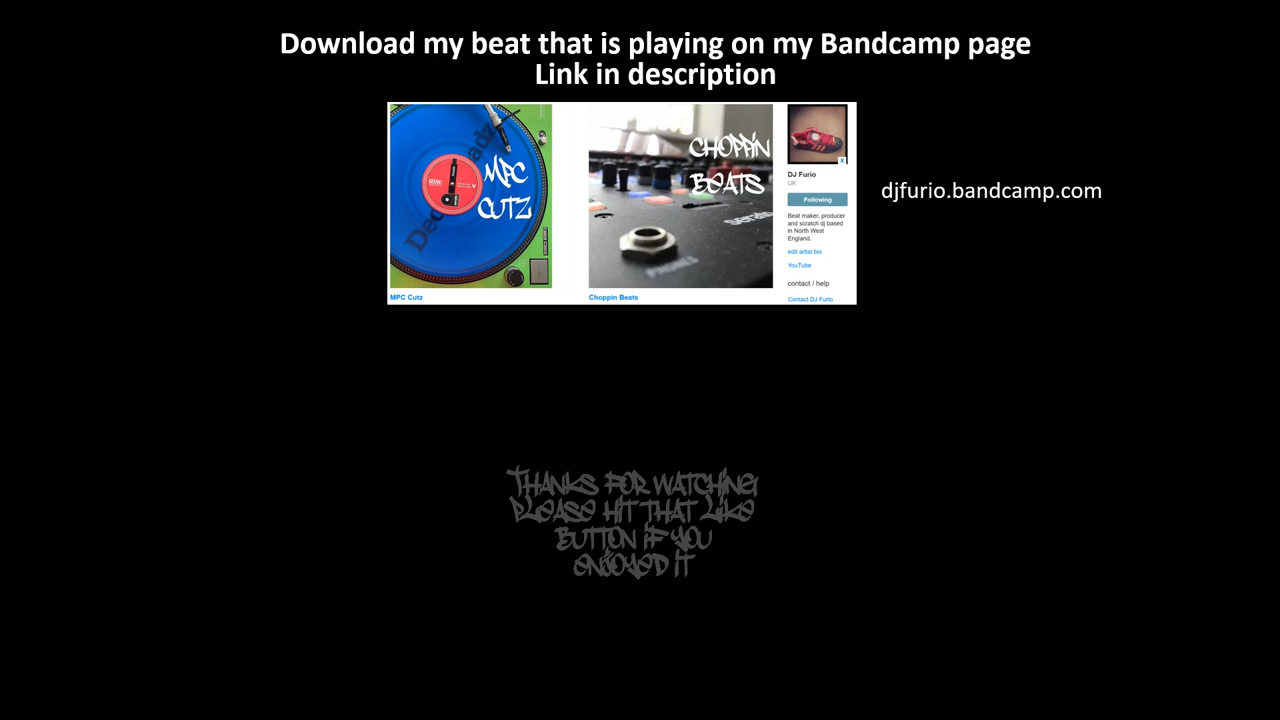 Download my beat that is playing on my Bandcamp page
Link in description
MPC
CUTZ
MPC Cutz
CHOPPIN
BEATS
serato
PHONES
Choppin Beats
x
DJ Furio
UK
Following
Beat maker, producer
and scratch dj based
in North West
England.
edit artist bio
YouTube
contact / help
Contact DJ Furio
djfurio.bandcamp.com
THANKS FOR WATCHING
PLEASE HIT THAT LIKE
BUTTON IF YOU
ENJOYED IT